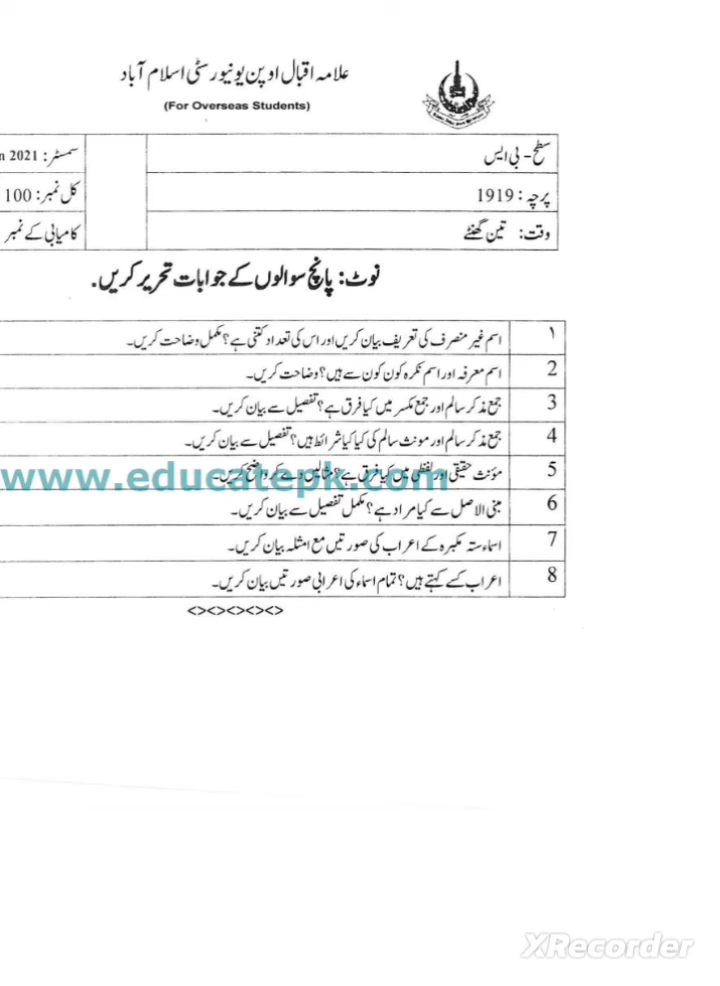 علامہ اقبال اوپن یونیورسٹی اسلام آباد
(For Overseas Students)
سطح- بی ایس
سمسٹر: n 2021
پرچہ: 1919
کل نمبر: 100
وقت: تین گھنٹے
کامیابی کے نمبر
نوٹ: پانچ سوالوں کے جوابات تحریر کریں.
۱ اسم غیر منصرف کی تعریف بیان کریں اور اس کی تعداد کتنی ہے؟ مکمل وضاحت کریں۔
2 اسم معرفہ اور اسم نکرہ کون کون سے ہیں؟ وضاحت کریں۔
3 جمع مذکر سالم اور جمع مکسر میں کیا فرق ہے؟ تفصیل سے بیان کریں۔
4 جمع مذکر سالم اور مونث سالم کی کیا کیا شرائط ہیں؟ تفصیل سے بیان کریں۔
5 مؤنث حقیقی اور لفظی میں کیا فرق ہے؟ مثالیں دے کر واضح کریں۔
www.educatepk.com
6 مبنی الاصل سے کیا مراد ہے؟ مکمل تفصیل سے بیان کریں۔
7 اسماء ستہ مکبرہ کے اعراب کی صورتیں مع امثلہ بیان کریں۔
8 اعراب کسے کہتے ہیں؟ تمام اسماء کی اعرابی صورتیں بیان کریں۔
<><><><><>
XRecorder